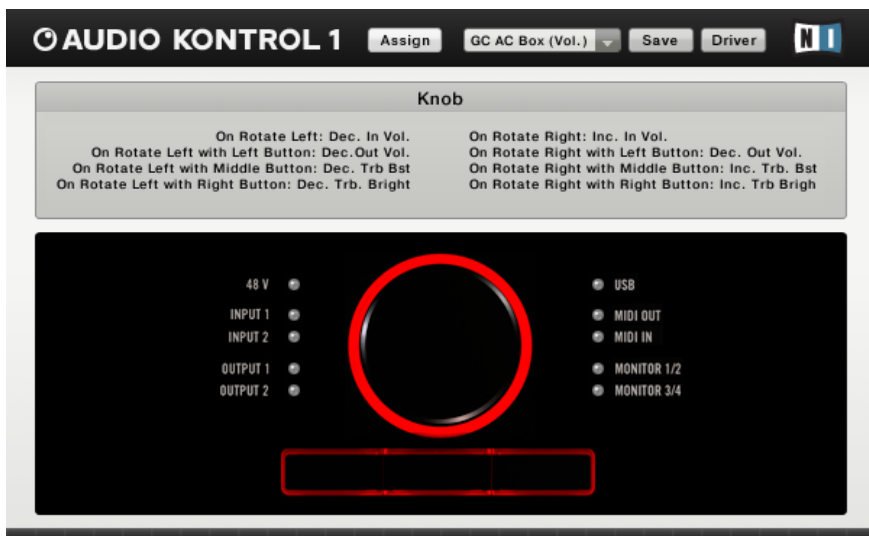 AUDIO KONTROL 1
Assign
GC AC Box (Vol.)
Save
Driver
N I
Knob
On Rotate Left: Dec. In Vol.
On Rotate Left with Left Button: Dec.Out Vol.
On Rotate Left with Middle Button: Dec. Trb Bst
On Rotate Left with Right Button: Dec. Trb. Bright
On Rotate Right: Inc. In Vol.
On Rotate Right with Left Button: Dec. Out Vol.
On Rotate Right with Middle Button: Inc. Trb. Bst
On Rotate Right with Right Button: Inc. Trb Brigh
48 V
INPUT 1
INPUT 2
OUTPUT 1
OUTPUT 2
USB
MIDI OUT
MIDI IN
MONITOR 1/2
MONITOR 3/4